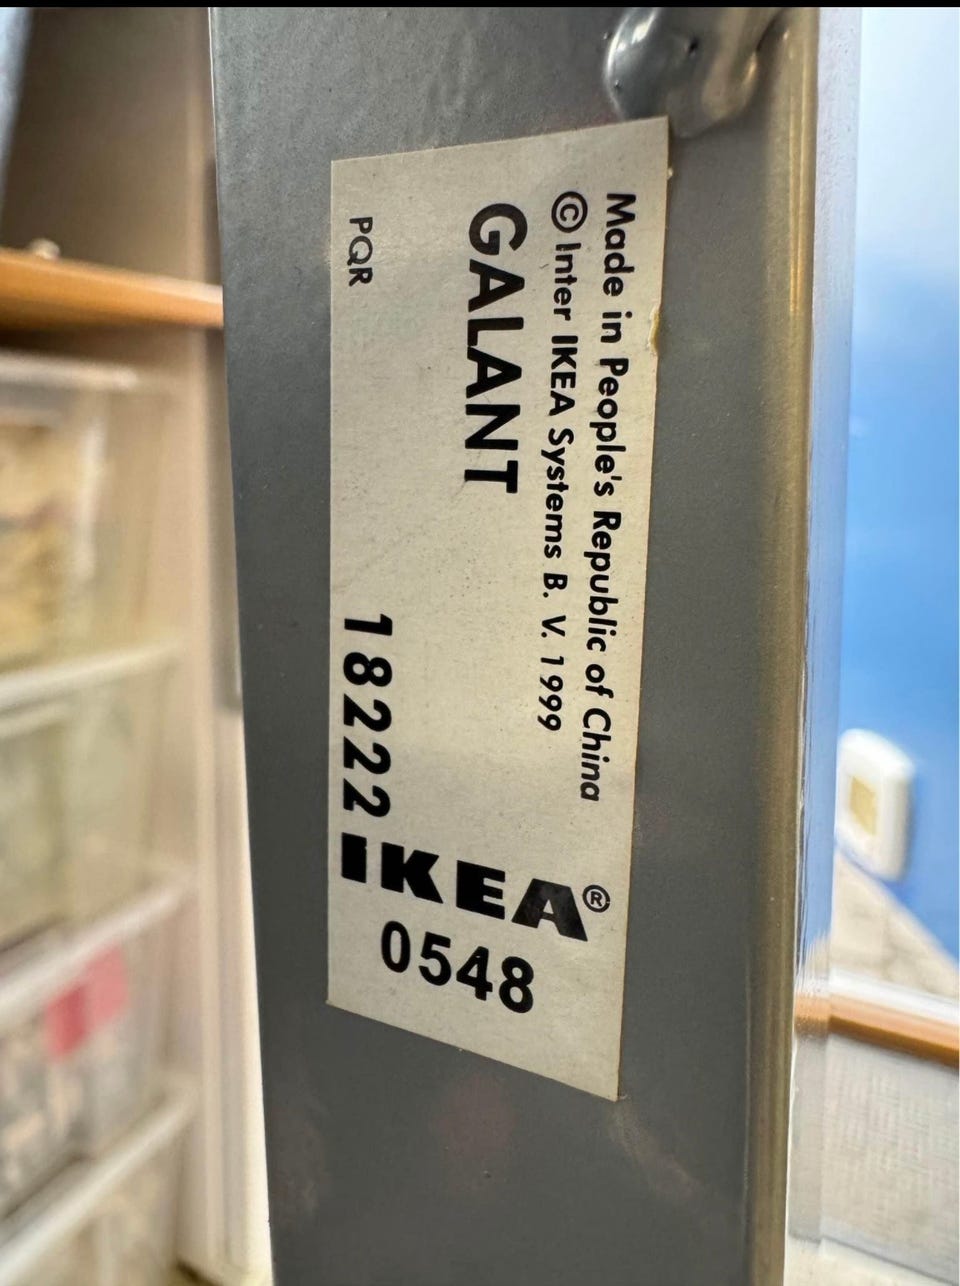 Made in People's Republic of China
© Inter IKEA Systems B. V. 1999
GALANT
PQR
18222
IKEA®
0548